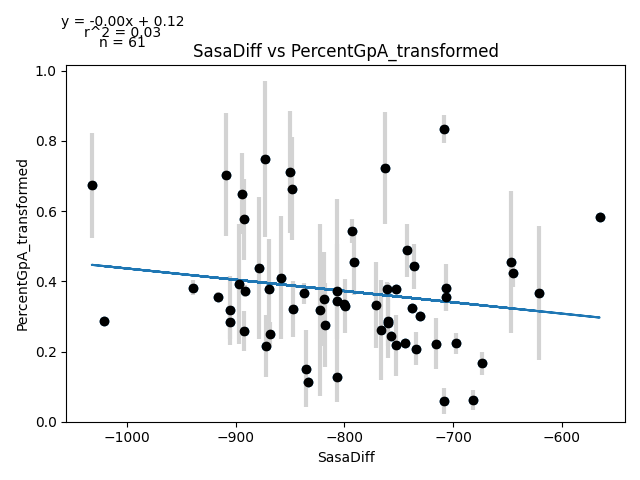 y = -0.00x + 0.12
r^2 = 0.03
n = 61
SasaDiff vs PercentGpA_transformed
1.0
0.8
0.6
0.4
0.2
0.0
PercentGpA_transformed
−1000 −900 −800 −700 −600
SasaDiff